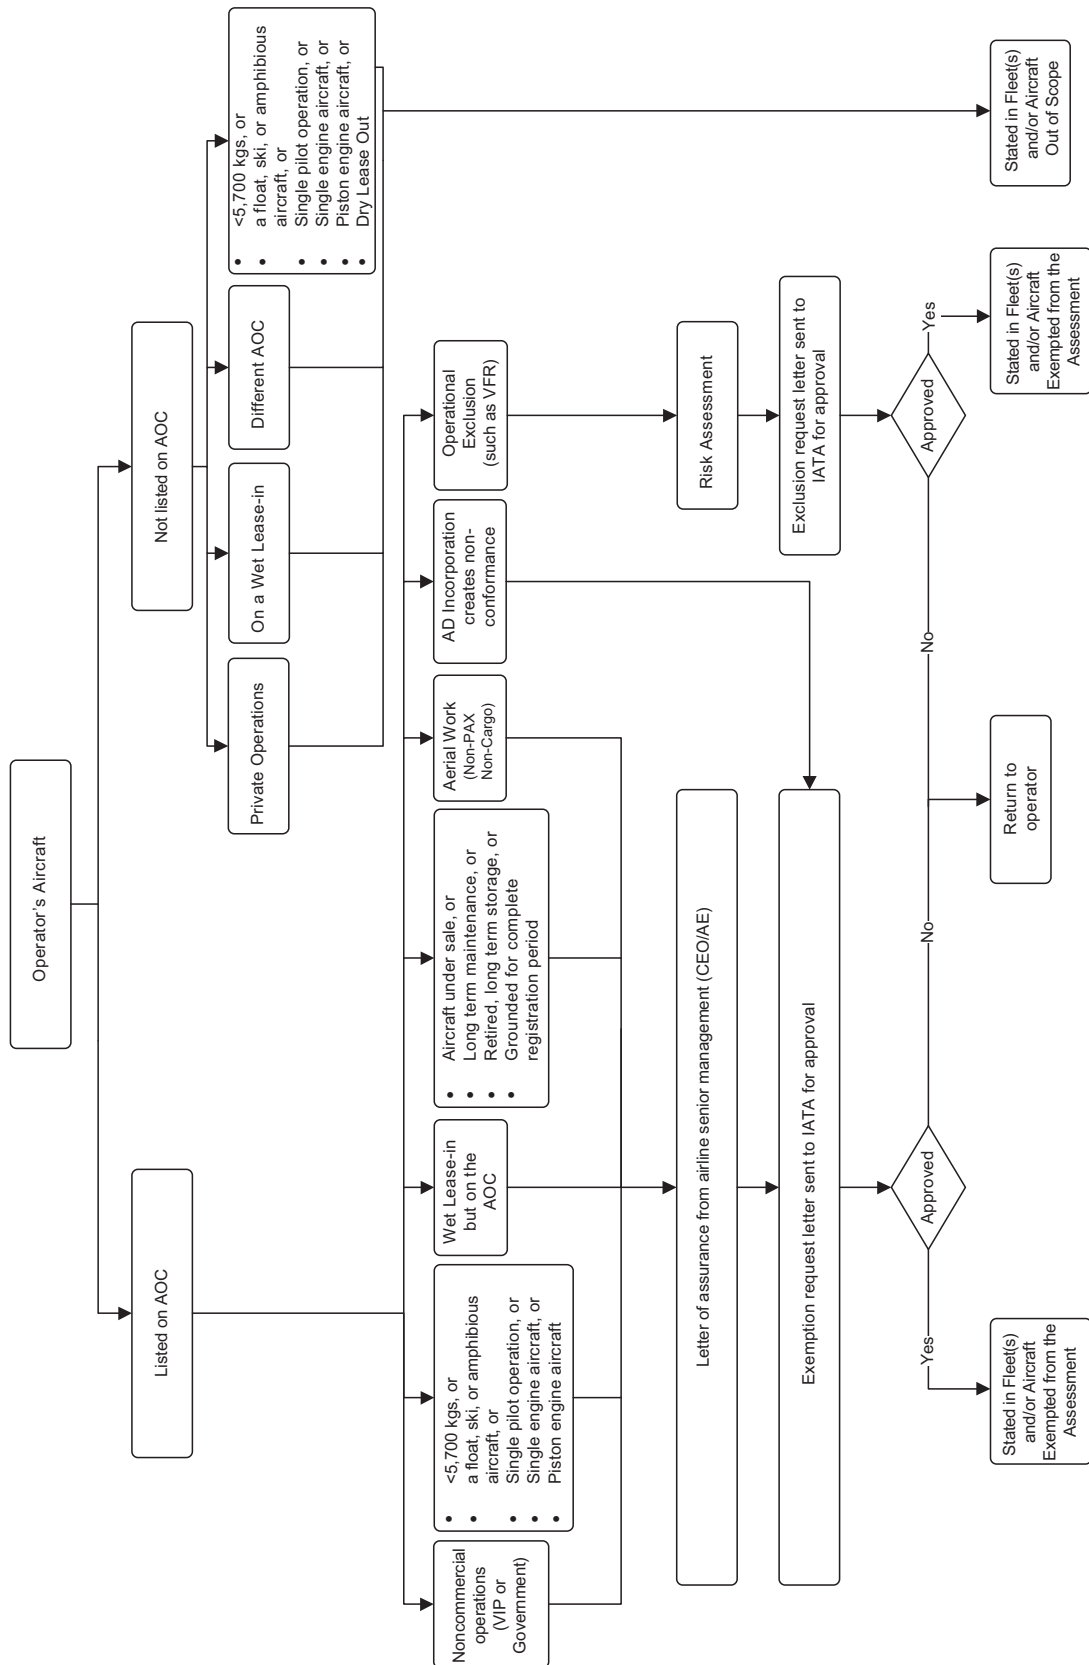 Operator's Aircraft
Listed on AOC
Not listed on AOC
Private Operations
On a Wet Lease-in
Different AOC
• <5,700 kgs, or
• a float, ski, or amphibious
aircraft, or
• Single pilot operation, or
• Single engine aircraft, or
• Piston engine aircraft, or
• Dry Lease Out
Noncommercial
operations
(VIP or
Government)
• <5,700 kgs, or
• a float, ski, or amphibious
aircraft, or
• Single pilot operation, or
• Single engine aircraft, or
• Piston engine aircraft
Wet Lease-in
but on the
AOC
• Aircraft under sale, or
• Long term maintenance, or
• Retired, long term storage, or
• Grounded for complete
registration period
Aerial Work
(Non-PAX
Non-Cargo)
AD Incorporation
creates non-
conformance
Operational
Exclusion
(such as VFR)
Letter of assurance from airline senior management (CEO/AE)
Risk Assessment
Exemption request letter sent to IATA for approval
Exclusion request letter sent to
IATA for approval
Yes
Approved
No
No
Approved
Yes
Stated in Fleet(s)
and/or Aircraft
Exempted from the
Assessment
Return to
operator
Stated in Fleet(s)
and/or Aircraft
Exempted from the
Assessment
Stated in Fleet(s)
and/or Aircraft
Out of Scope